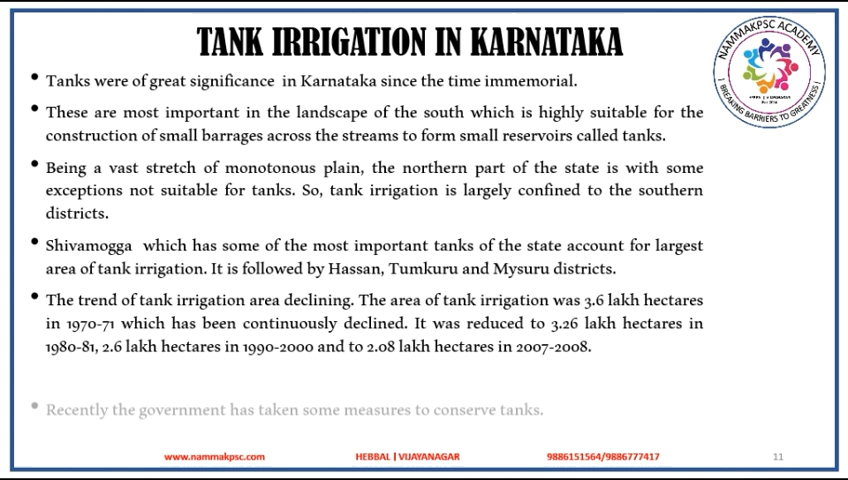 TANK IRRIGATION IN KARNATAKA
NAMMAKPSC ACADEMY
| BREAKING BARRIERS TO GREATNESS |
• Tanks were of great significance in Karnataka since the time immemorial.
• These are most important in the landscape of the south which is highly suitable for the
construction of small barrages across the streams to form small reservoirs called tanks.
• Being a vast stretch of monotonous plain, the northern part of the state is with some
exceptions not suitable for tanks. So, tank irrigation is largely confined to the southern
districts.
• Shivamogga which has some of the most important tanks of the state account for largest
area of tank irrigation. It is followed by Hassan, Tumkuru and Mysuru districts.
• The trend of tank irrigation area declining. The area of tank irrigation was 3.6 lakh hectares
in 1970-71 which has been continuously declined. It was reduced to 3.26 lakh hectares in
1980-81, 2.6 lakh hectares in 1990-2000 and to 2.08 lakh hectares in 2007-2008.
• Recently the government has taken some measures to conserve tanks.
www.nammakpsc.com HEBBAL | VIJAYANAGAR 9886151564/9886777417 11